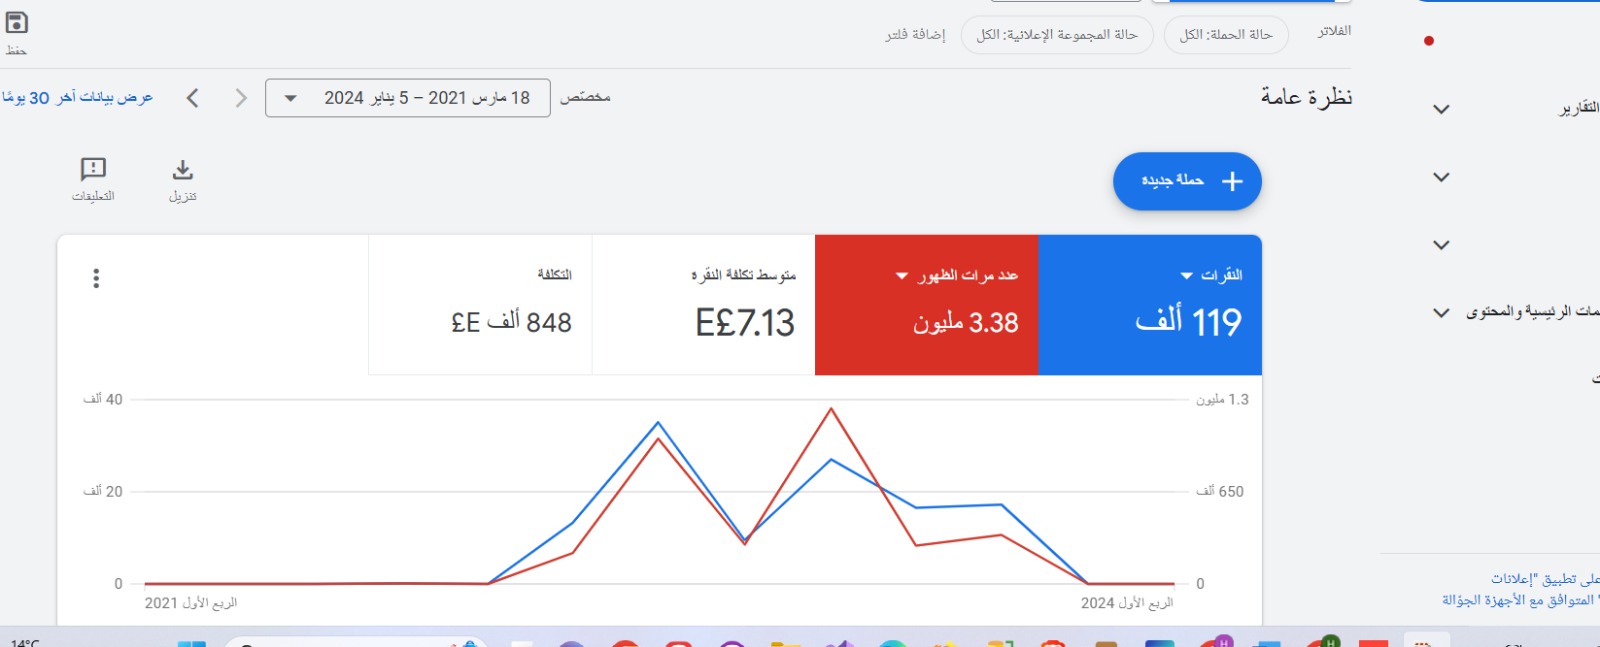 حفظ
الفلاتر
حالة الحملة: الكل
حالة المجموعة الإعلانية: الكل
إضافة فلتر
نظرة عامة
مخصّص
18 مارس 2021 – 5 يناير 2024
عرض بيانات آخر 30 يومًا
حملة جديدة
تنزيل
التعليقات
النقرات
119 ألف
عدد مرات الظهور
3.38 مليون
متوسط تكلفة النقرة
E£7.13
التكلفة
848 ألف E£
1.3 مليون
650 ألف
0
40 ألف
20 ألف
0
الربع الأول 2021
الربع الأول 2024
التقارير
الرئيسية والمحتوى
على تطبيق "إعلانات
المتوافق مع الأجهزة الجوّالة
14°C